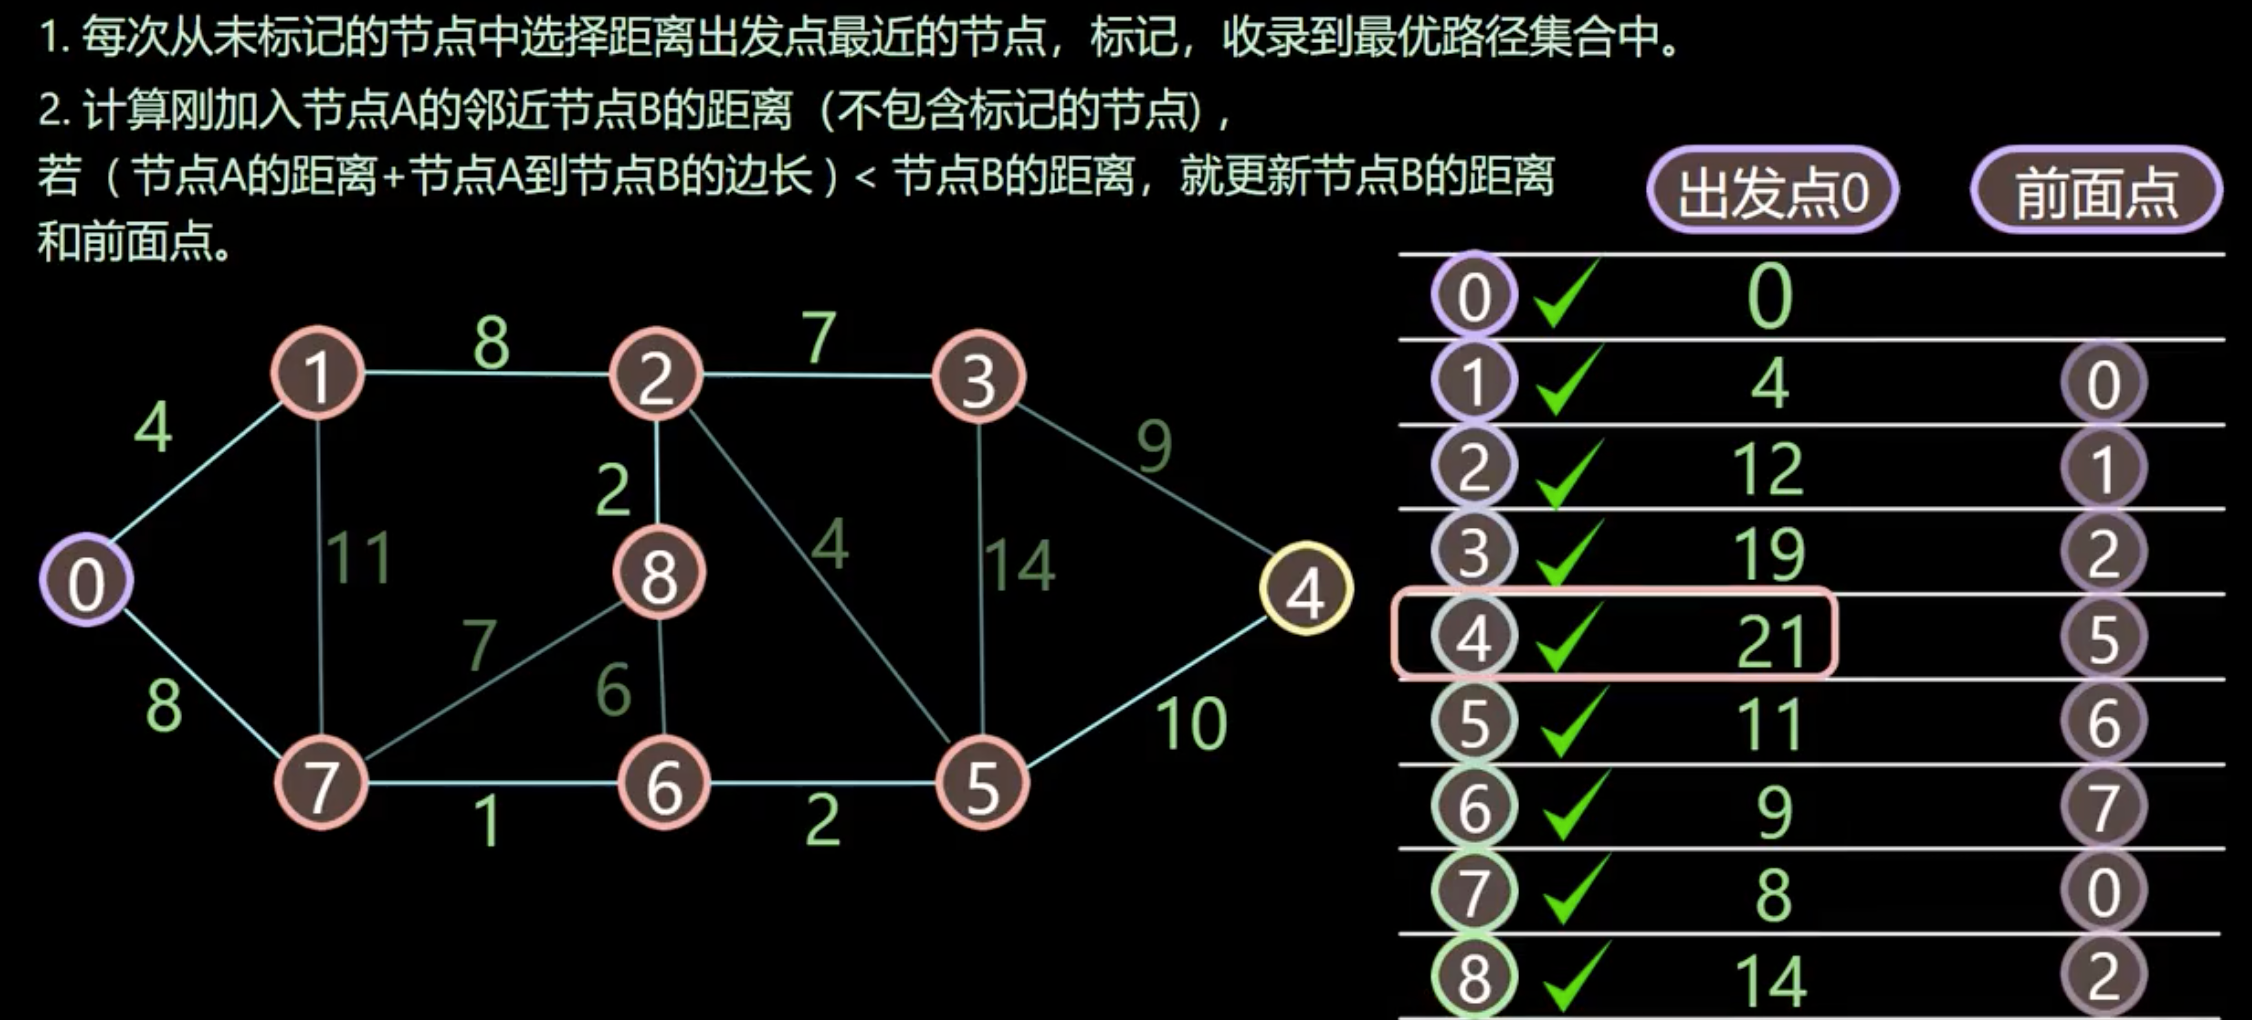 1. 每次从未标记的节点中选择距离出发点最近的节点，标记，收录到最优路径集合中。
2. 计算刚加入节点A的邻近节点B的距离（不包含标记的节点)，
若（节点A的距离+节点A到节点B的边长）< 节点B的距离，就更新节点B的距离
和前面点。
出发点0 前面点
0 0
1 4 0
2 12 1
3 19 2
4 21 5
5 11 6
6 9 7
7 8 0
8 14 2
8 7
1 2 3
4 9
2
11 4 14
0 8 4
7 6
8 10
7 6 5
1 2